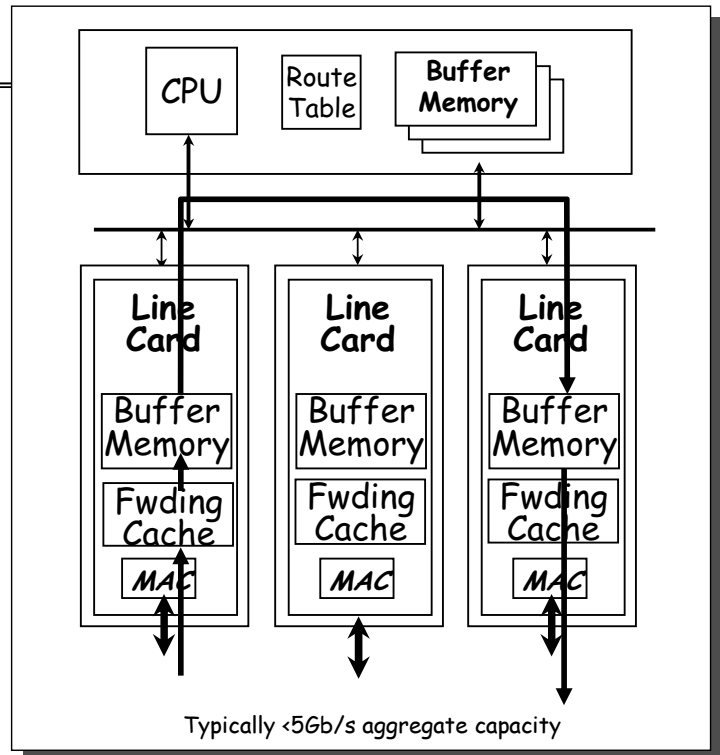 CPU
Route
Table
Buffer
Memory
Line
Card
Line
Card
Line
Card
Buffer
Memory
Buffer
Memory
Buffer
Memory
Fwding
Cache
Fwding
Cache
Fwding
Cache
MAC
MAC
MAC
Typically <5Gb/s aggregate capacity